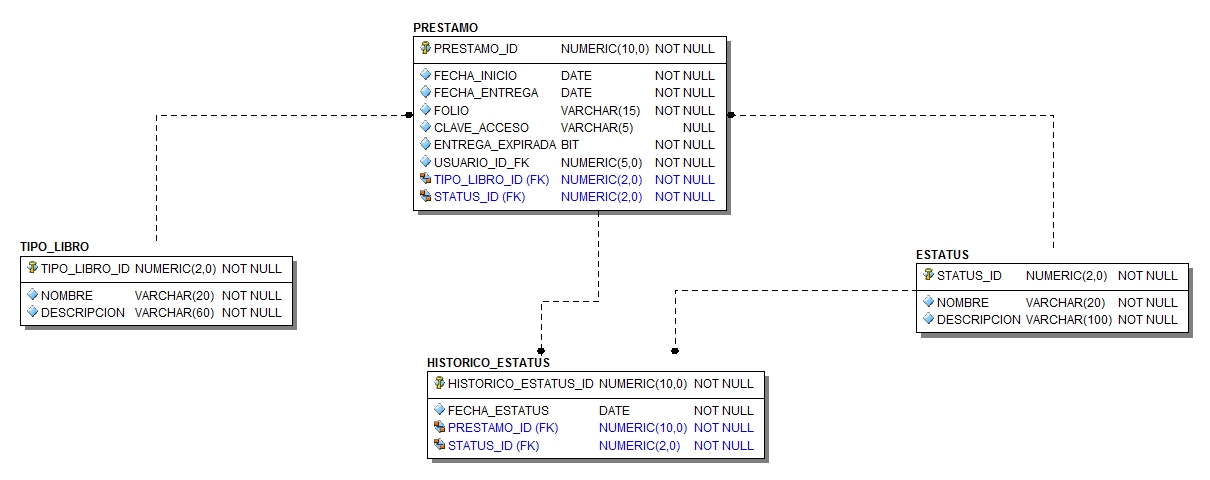 PRESTAMO
PRESTAMO_ID NUMERIC(10,0) NOT NULL
FECHA_INICIO DATE NOT NULL
FECHA_ENTREGA DATE NOT NULL
FOLIO VARCHAR(15) NOT NULL
CLAVE_ACCESO VARCHAR(5) NULL
ENTREGA_EXPIRADA BIT NOT NULL
USUARIO_ID_FK NUMERIC(5,0) NOT NULL
TIPO_LIBRO_ID (FK) NUMERIC(2,0) NOT NULL
STATUS_ID (FK) NUMERIC(2,0) NOT NULL
TIPO_LIBRO
TIPO_LIBRO_ID NUMERIC(2,0) NOT NULL
NOMBRE VARCHAR(20) NOT NULL
DESCRIPCION VARCHAR(60) NOT NULL
ESTATUS
STATUS_ID NUMERIC(2,0) NOT NULL
NOMBRE VARCHAR(20) NOT NULL
DESCRIPCION VARCHAR(100) NOT NULL
HISTORICO_ESTATUS
HISTORICO_ESTATUS_ID NUMERIC(10,0) NOT NULL
FECHA_ESTATUS DATE NOT NULL
PRESTAMO_ID (FK) NUMERIC(10,0) NOT NULL
STATUS_ID (FK) NUMERIC(2,0) NOT NULL